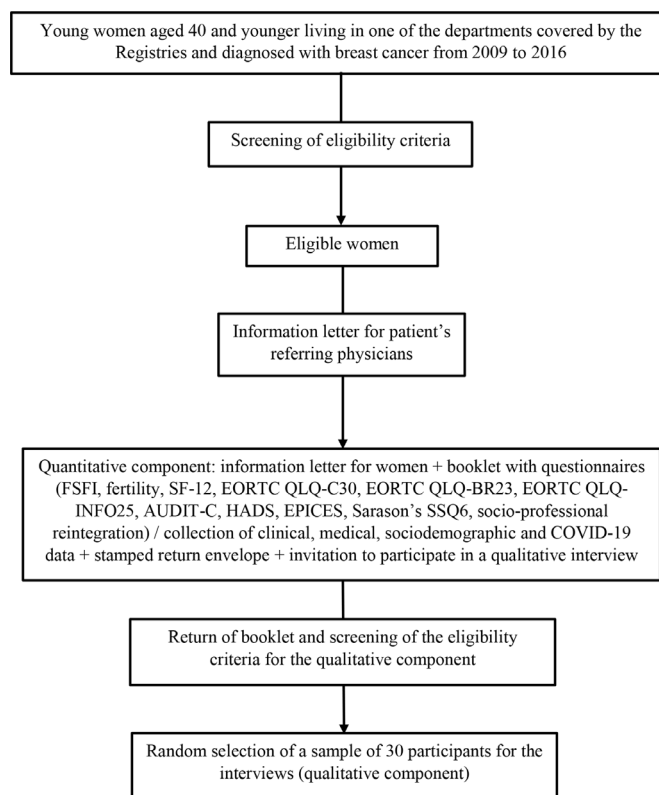 Young women aged 40 and younger living in one of the departments covered by the
Registries and diagnosed with breast cancer from 2009 to 2016
Screening of eligibility criteria
Eligible women
Information letter for patient's
referring physicians
Quantitative component: information letter for women + booklet with questionnaires
(FSFI, fertility, SF-12, EORTC QLQ-C30, EORTC QLQ-BR23, EORTC QLQ-
INFO25, AUDIT-C, HADS, EPICES, Sarason's SSQ6, socio-professional
reintegration) / collection of clinical, medical, sociodemographic and COVID-19
data + stamped return envelope + invitation to participate in a qualitative interview
Return of booklet and screening of the eligibility
criteria for the qualitative component
Random selection of a sample of 30 participants for the
interviews (qualitative component)